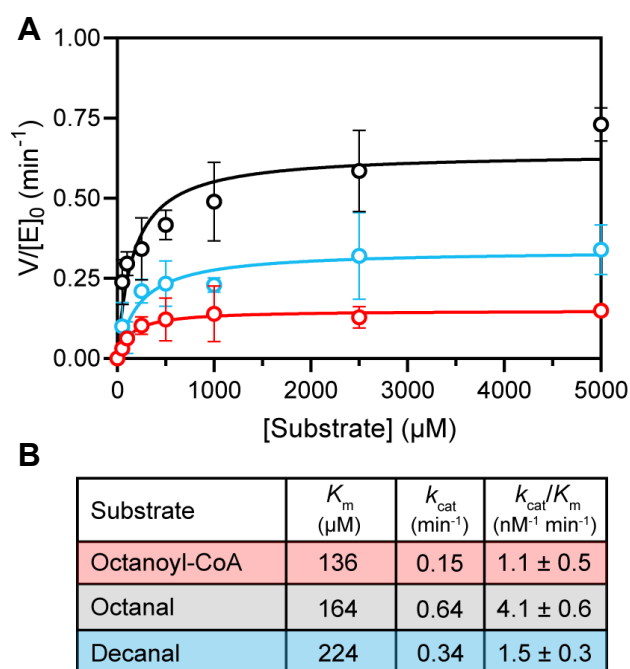 A
1.00
0.75
0.50
0.25
0.00
V/[E]₀ (min⁻¹)
0 1000 2000 3000 4000 5000
[Substrate] (µM)
B
Substrate Kₘ (µM) k_cat (min⁻¹) k_cat/Kₘ (nM⁻¹ min⁻¹)
Octanoyl-CoA 136 0.15 1.1 ± 0.5
Octanal 164 0.64 4.1 ± 0.6
Decanal 224 0.34 1.5 ± 0.3